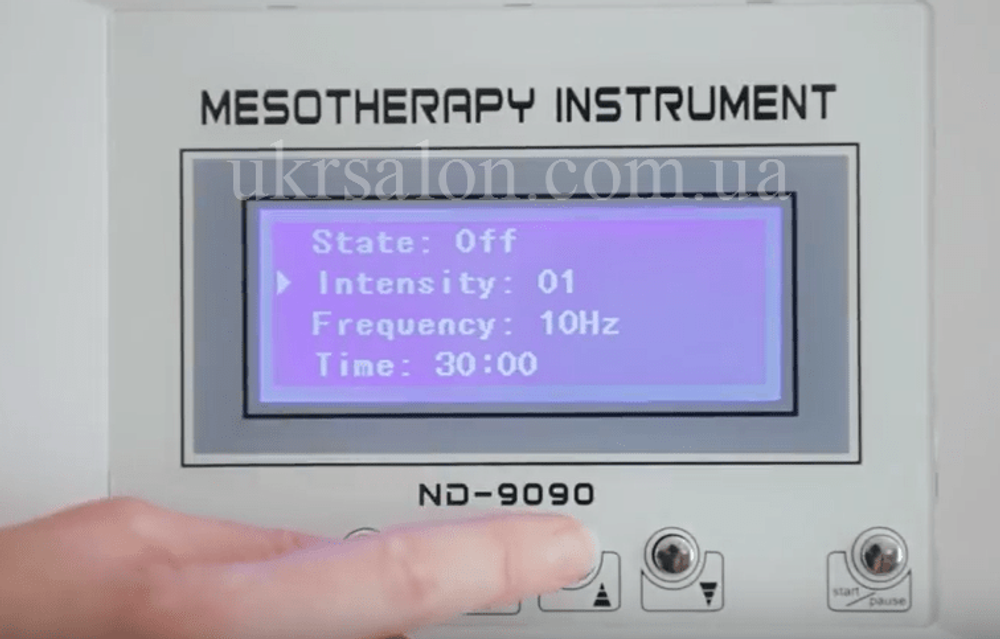 MESOTHERAPY INSTRUMENT
ukrsalon.com.ua
State: Off
Intensity: 01
Frequency: 10Hz
Time: 30:00
ND-9090
start/pause